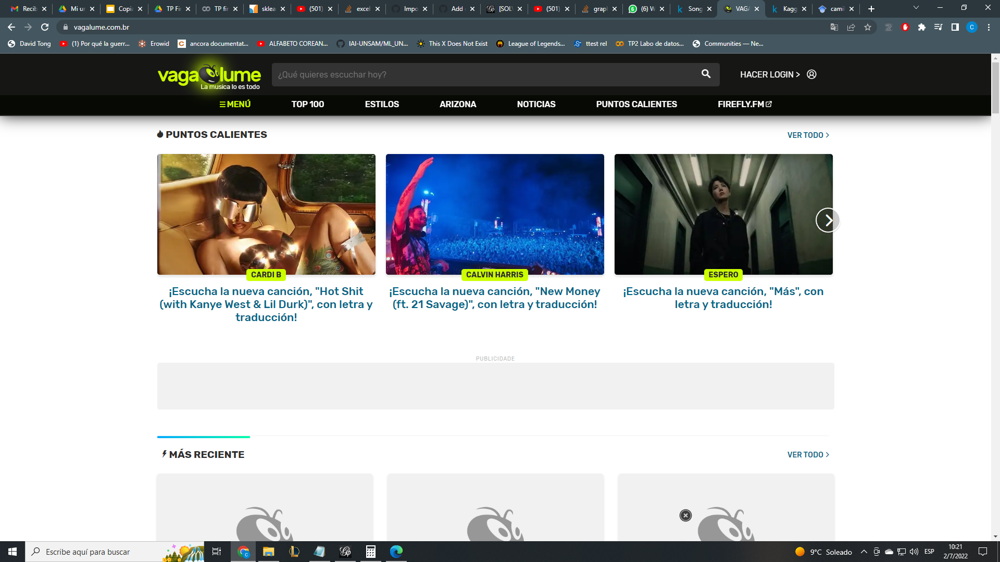 Recib
Mi ur
Copia
TP Fi
TP fir
sklea
(501)
excel
Impo
Add
[SOL
(501)
grapl
(6) W
Song
VAGA
Kagg
cami
vagalume.com.br
David Tong
(1) Por qué la guerr...
Erowid
ancora documentat...
ALFABETO COREAN...
IAI-UNSAM/ML_UN...
This X Does Not Exist
League of Legends...
ttest rel
TP2 Labo de datos...
Communities — Ne...
vagalume
La musica lo es todo
¿Qué quieres escuchar hoy?
HACER LOGIN >
MENÚ
TOP 100
ESTILOS
ARIZONA
NOTICIAS
PUNTOS CALIENTES
FIREFLY.FM
PUNTOS CALIENTES
VER TODO >
CARDI B
¡Escucha la nueva canción, "Hot Shit
(with Kanye West & Lil Durk)", con letra y
traducción!
CALVIN HARRIS
¡Escucha la nueva canción, "New Money
(ft. 21 Savage)", con letra y traducción!
ESPERO
¡Escucha la nueva canción, "Más", con
letra y traducción!
PUBLICIDADE
MÁS RECIENTE
VER TODO >
Escribe aquí para buscar
9°C Soleado
ESP
10:21
2/7/2022